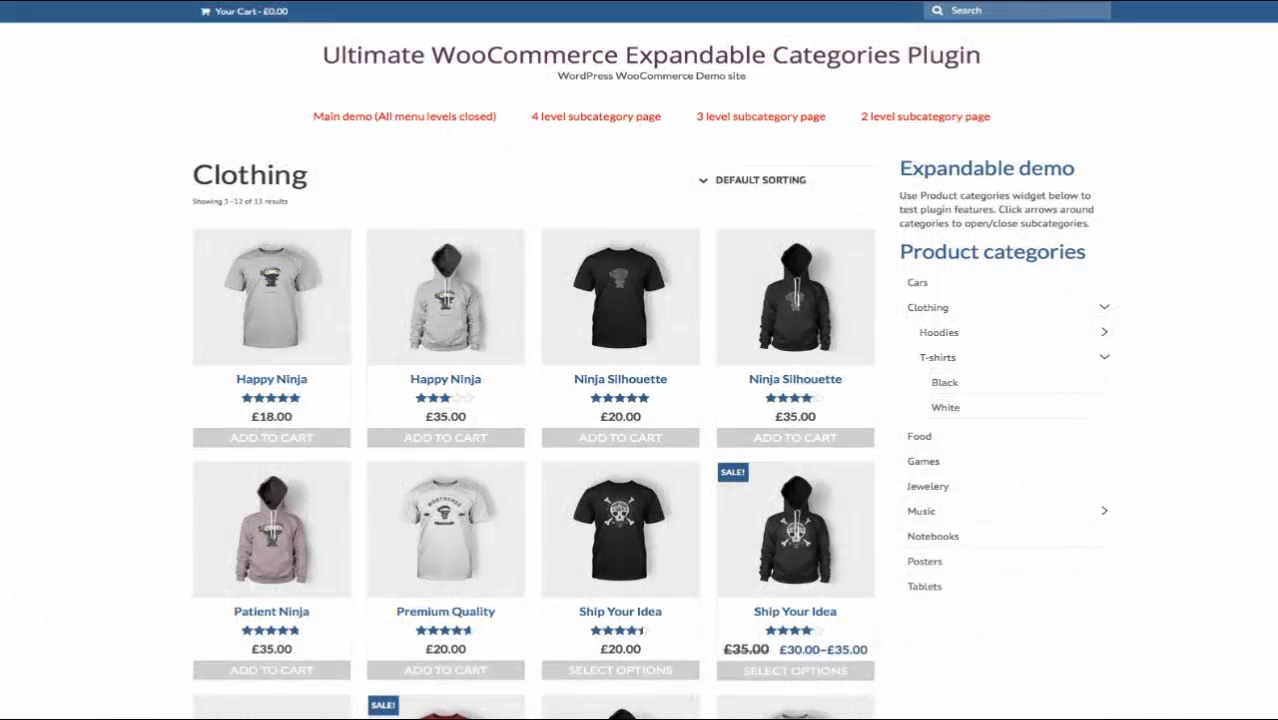 Your Cart - £0.00
Search
Ultimate WooCommerce Expandable Categories Plugin
WordPress WooCommerce Demo site
Main demo (All menu levels closed) 4 level subcategory page 3 level subcategory page 2 level subcategory page
Clothing
Showing 1–12 of 13 results
DEFAULT SORTING
Happy Ninja
£18.00
ADD TO CART
Happy Ninja
£35.00
ADD TO CART
Ninja Silhouette
£20.00
ADD TO CART
Ninja Silhouette
£35.00
ADD TO CART
Patient Ninja
£35.00
ADD TO CART
Premium Quality
£20.00
ADD TO CART
Ship Your Idea
£20.00
SELECT OPTIONS
SALE!
Ship Your Idea
£35.00 £30.00–£35.00
SELECT OPTIONS
SALE!
Expandable demo
Use Product categories widget below to
test plugin features. Click arrows around
categories to open/close subcategories.
Product categories
Cars
Clothing
Hoodies
T-shirts
Black
White
Food
Games
Jewelery
Music
Notebooks
Posters
Tablets